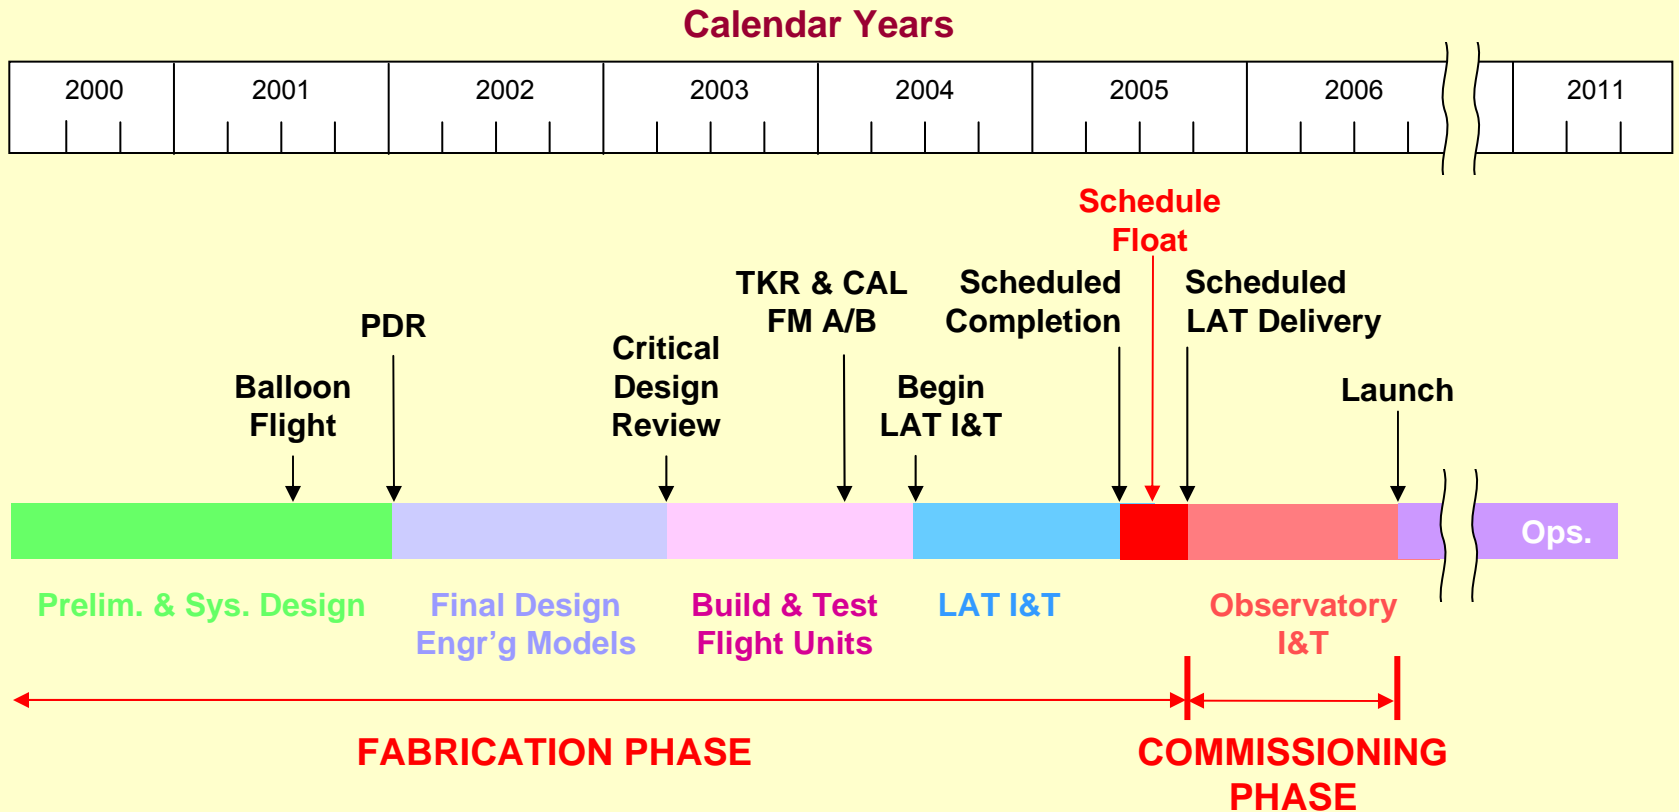 Calendar Years
2000 2001 2002 2003 2004 2005 2006 2011
Schedule
Float
Balloon
Flight
PDR
Critical
Design
Review
TKR & CAL
FM A/B
Begin
LAT I&T
Scheduled
Completion
Scheduled
LAT Delivery
Launch
Ops.
Prelim. & Sys. Design
Final Design
Engr’g Models
Build & Test
Flight Units
LAT I&T
Observatory
I&T
FABRICATION PHASE
COMMISSIONING
PHASE